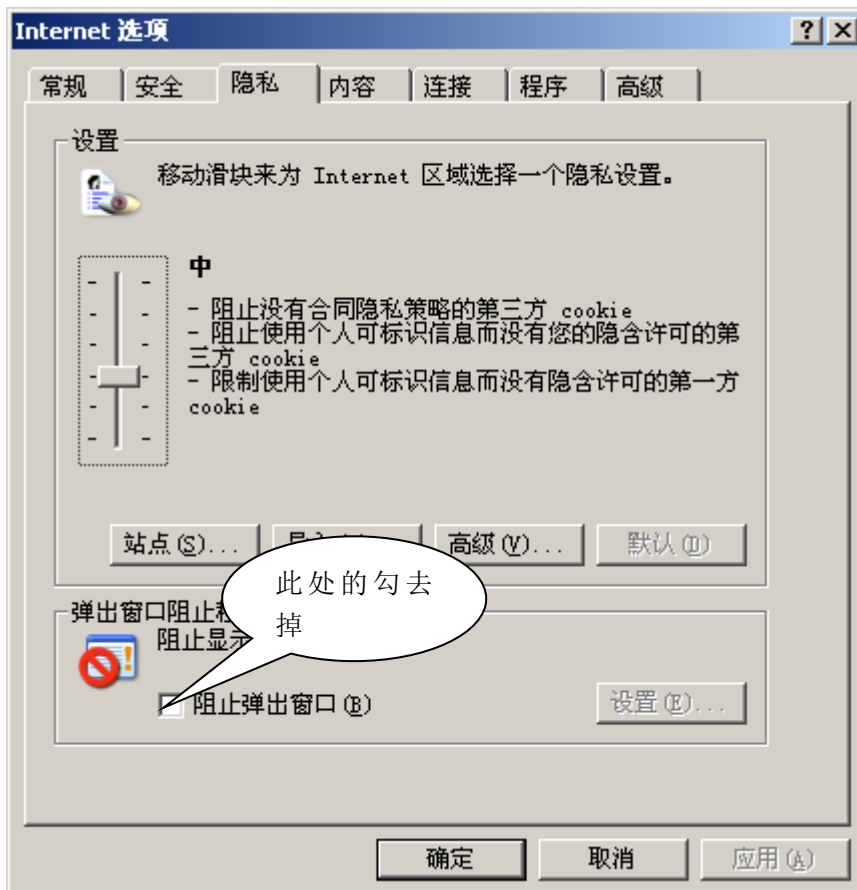 Internet 选项
常规 安全 隐私 内容 连接 程序 高级
设置
移动滑块来为 Internet 区域选择一个隐私设置。
中
- 阻止没有合同隐私策略的第三方 cookie
- 阻止使用个人可标识信息而没有您的隐含许可的第
三方 cookie
- 限制使用个人可标识信息而没有隐含许可的第一方
cookie
站点(S)... 高级(V)... 默认(D)
此处的勾去
掉
弹出窗口阻止
阻止显示
阻止弹出窗口(B) 设置(E)...
确定 取消 应用(A)